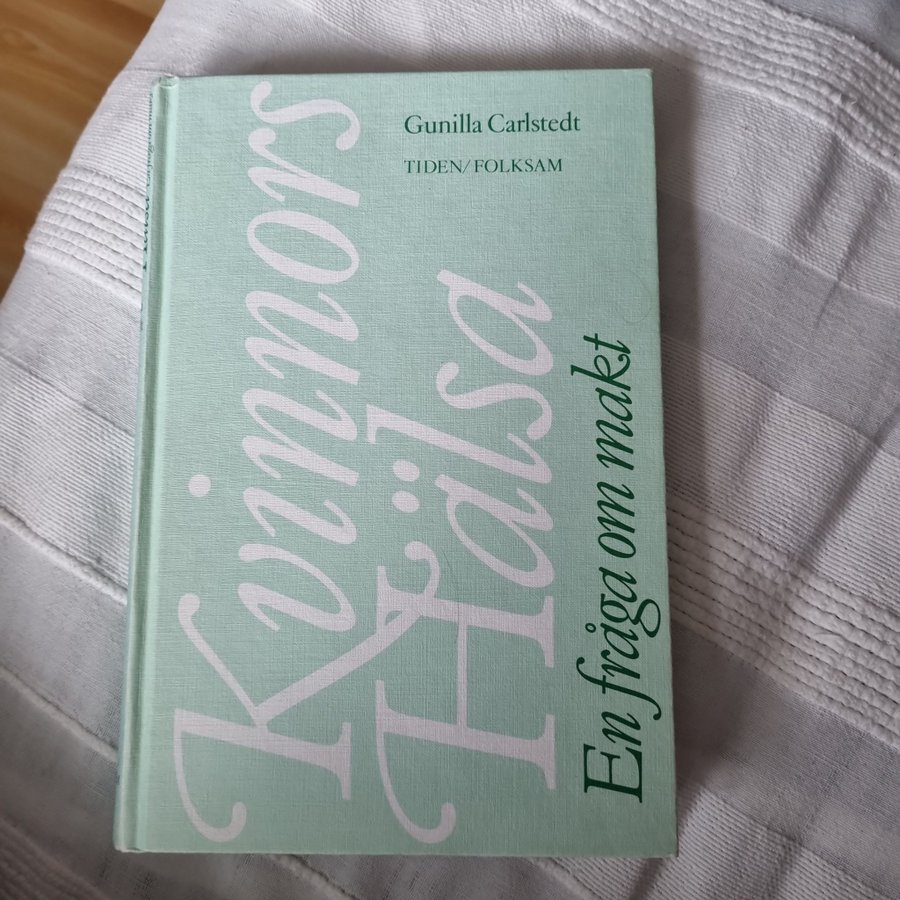 Gunilla Carlstedt
TIDEN/FOLKSAM
Kvinnors
Hälsa
En fråga om makt